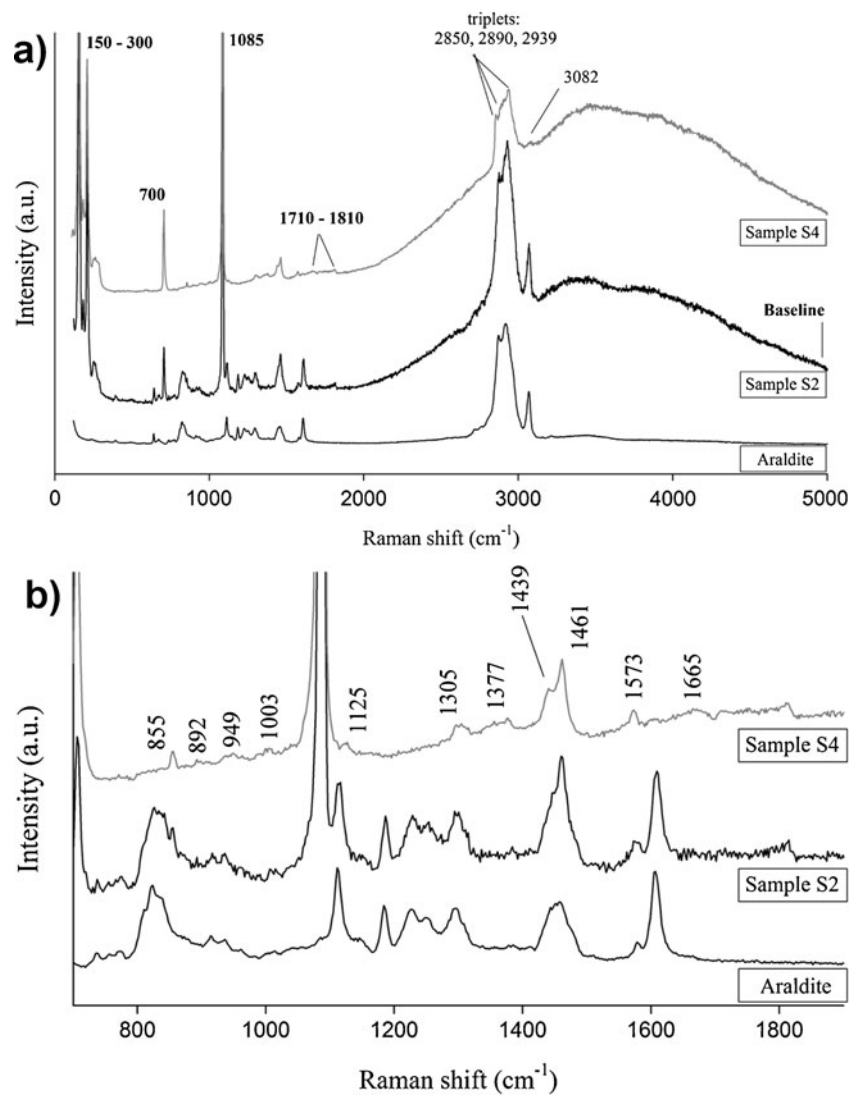 a)
150 - 300
1085
triplets:
2850, 2890, 2939
3082
700
1710 - 1810
Sample S4
Baseline
Sample S2
Araldite
Intensity (a.u.)
0 1000 2000 3000 4000 5000
Raman shift (cm-1)
b)
1439
1461
855
892
949
1003
1125
1305
1377
1573
1665
Sample S4
Sample S2
Araldite
Intensity (a.u.)
800 1000 1200 1400 1600 1800
Raman shift (cm-1)